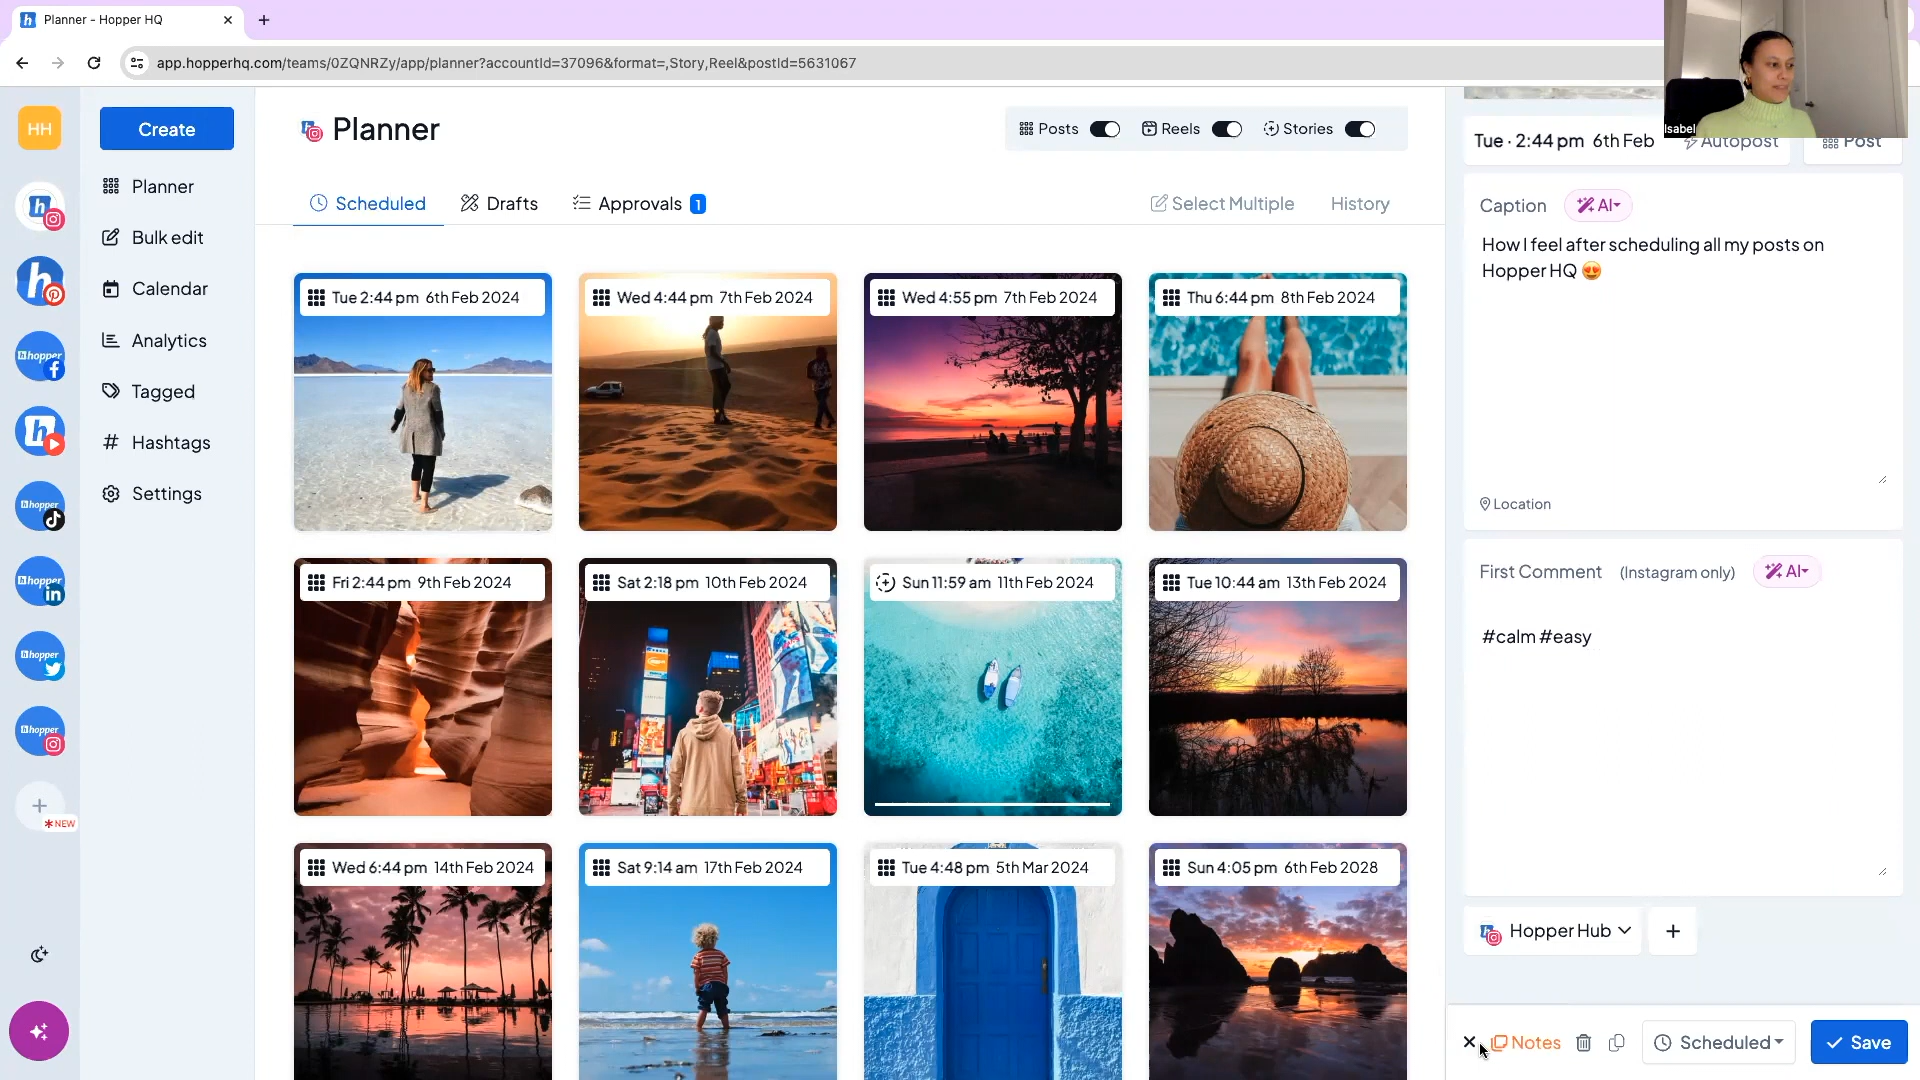 Planner - Hopper HQ
app.hopperhq.com/teams/0ZQNRZy/app/planner?accountId=37096&format=,Story,Reel&postId=5631067
Isabel
HH
Create
Planner
Bulk edit
Calendar
Analytics
Tagged
Hashtags
Settings
hopper
hopper
hopper
hopper
hopper
NEW
Planner
Posts
Reels
Stories
Scheduled
Drafts
Approvals 1
Select Multiple
History
Tue 2:44 pm 6th Feb 2024
Wed 4:44 pm 7th Feb 2024
Wed 4:55 pm 7th Feb 2024
Thu 6:44 pm 8th Feb 2024
Fri 2:44 pm 9th Feb 2024
Sat 2:18 pm 10th Feb 2024
Sun 11:59 am 11th Feb 2024
Tue 10:44 am 13th Feb 2024
Wed 6:44 pm 14th Feb 2024
Sat 9:14 am 17th Feb 2024
Tue 4:48 pm 5th Mar 2024
Sun 4:05 pm 6th Feb 2028
Tue · 2:44 pm 6th Feb
Autopost
Post
Caption
AI
How I feel after scheduling all my posts on
Hopper HQ 😍
Location
First Comment (Instagram only)
AI
#calm #easy
Hopper Hub
Notes
Scheduled
Save